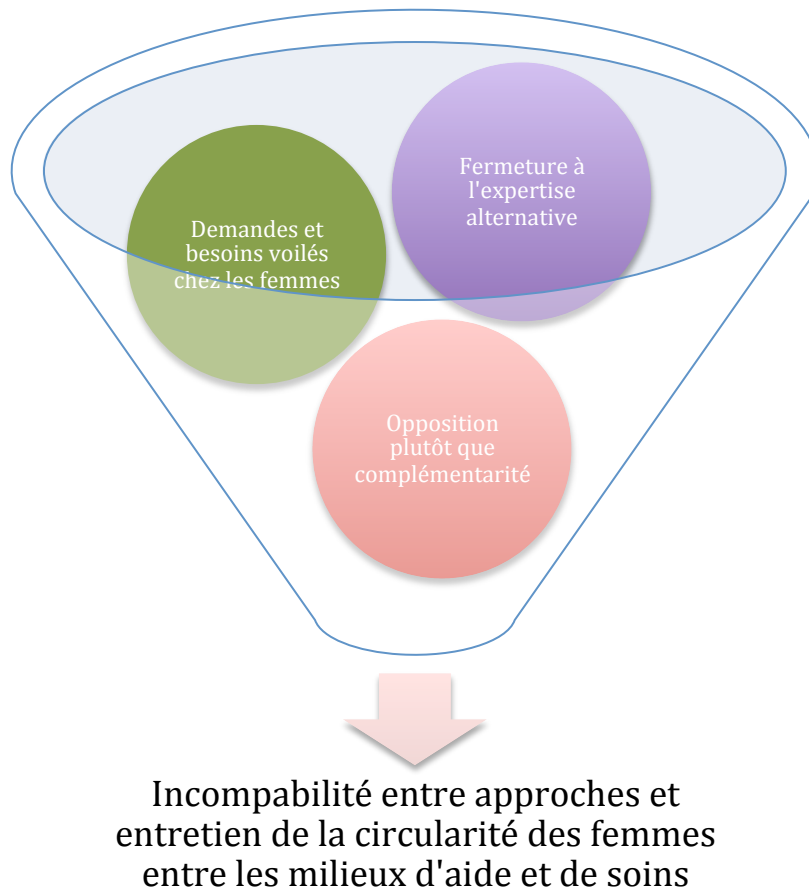 Fermeture à
l'expertise
alternative
Demandes et
besoins voilés
chez les femmes
Opposition
plutôt que
complémentarité
Incompabilité entre approches et
entretien de la circularité des femmes
entre les milieux d'aide et de soins